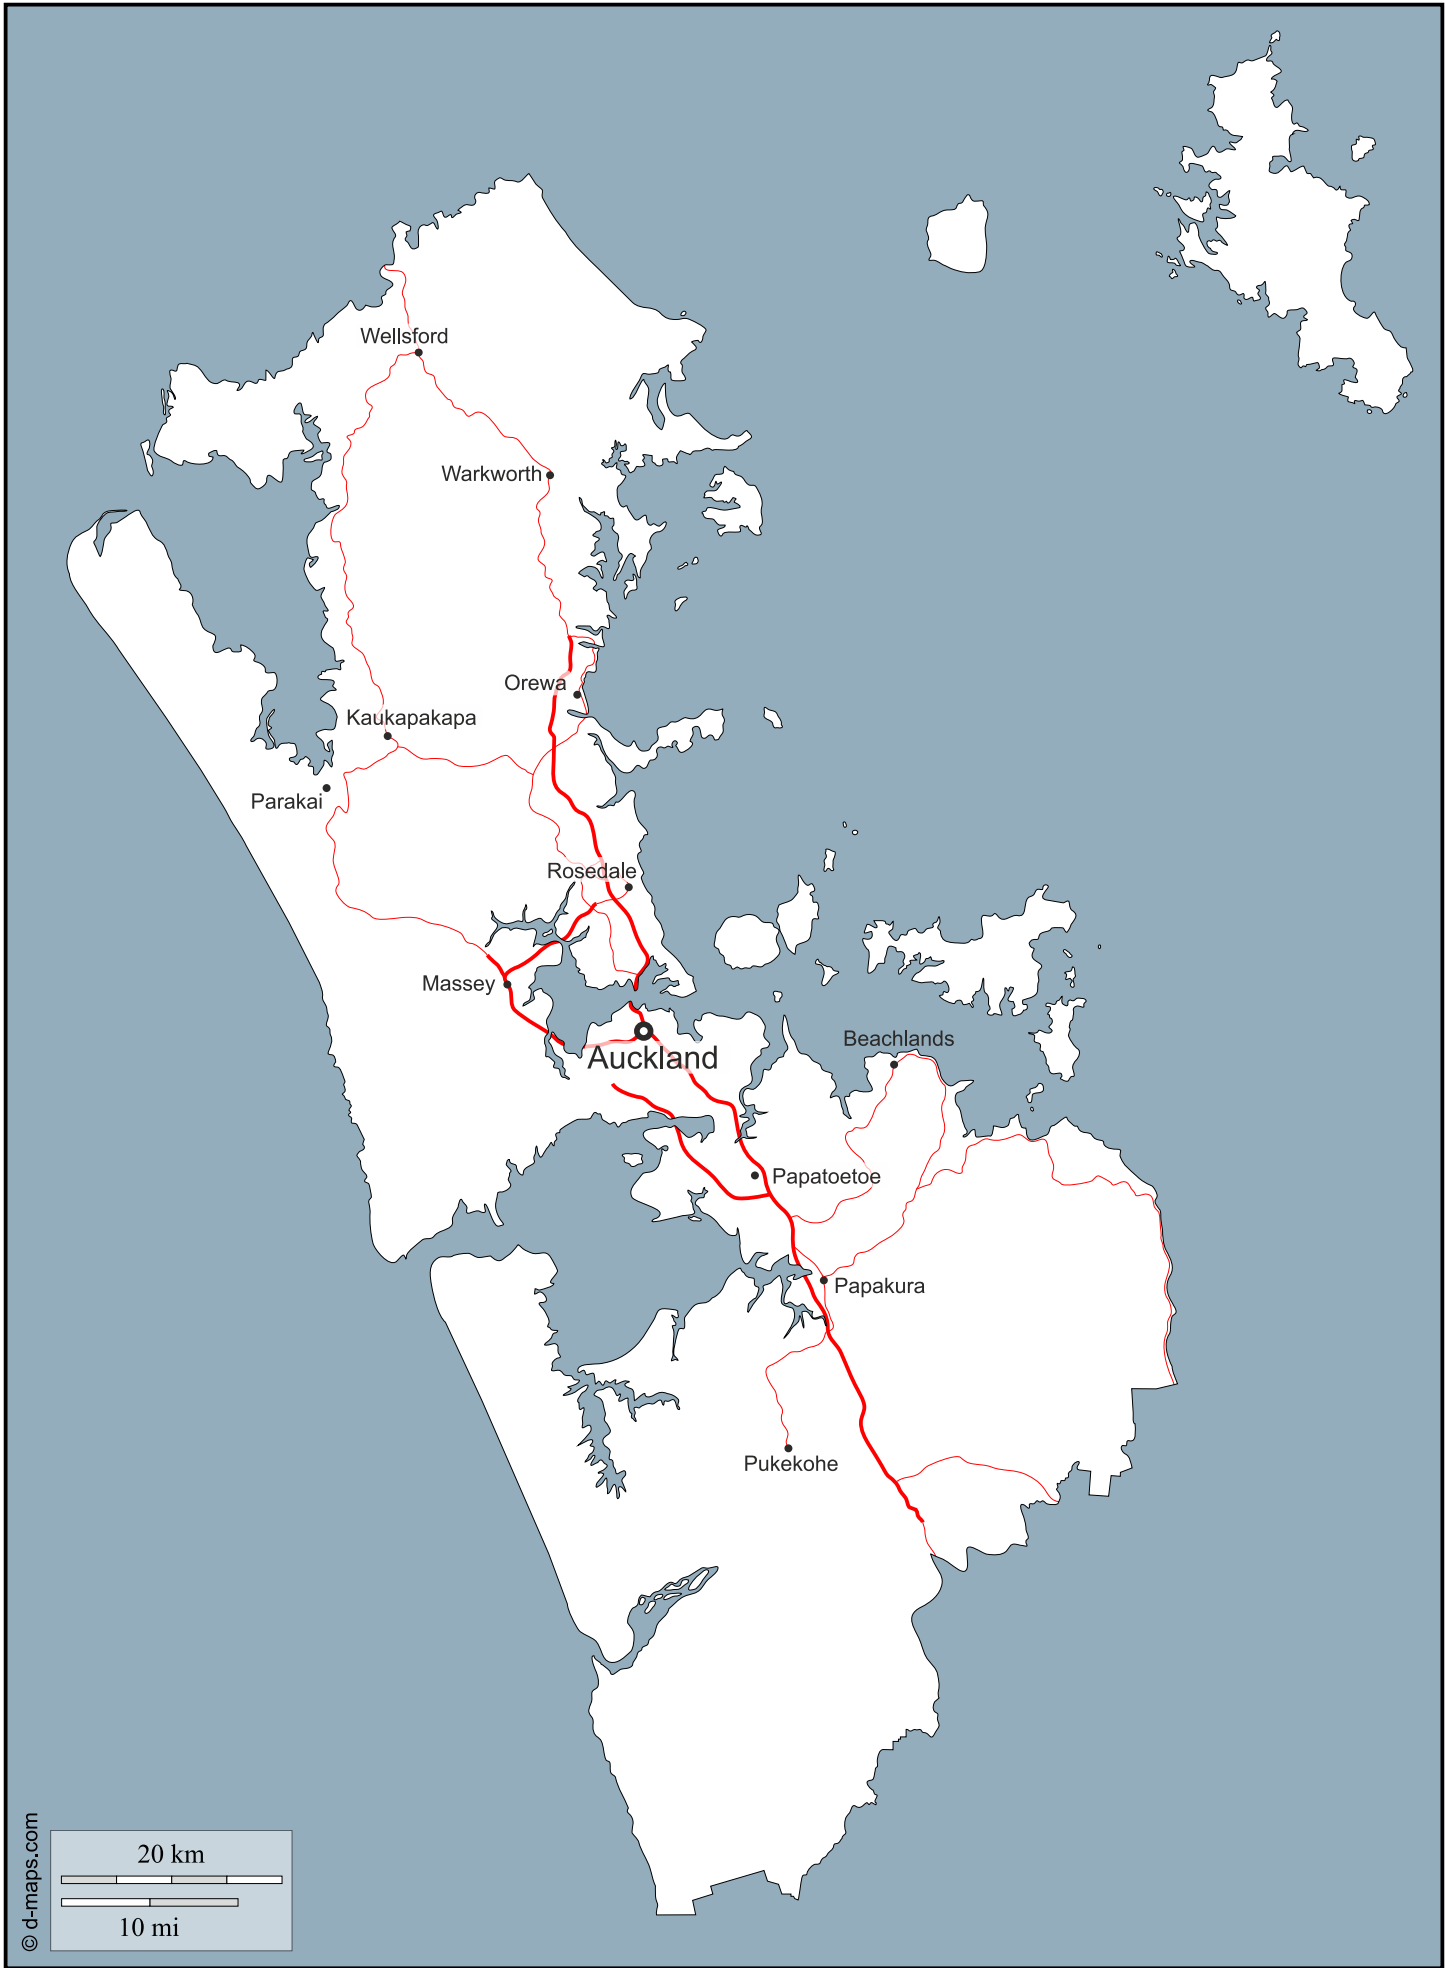 Wellsford
Warkworth
Orewa
Kaukapakapa
Parakai
Rosedale
Massey
Beachlands
Auckland
Papatoetoe
Papakura
Pukekohe
20 km
10 mi
© d-maps.com